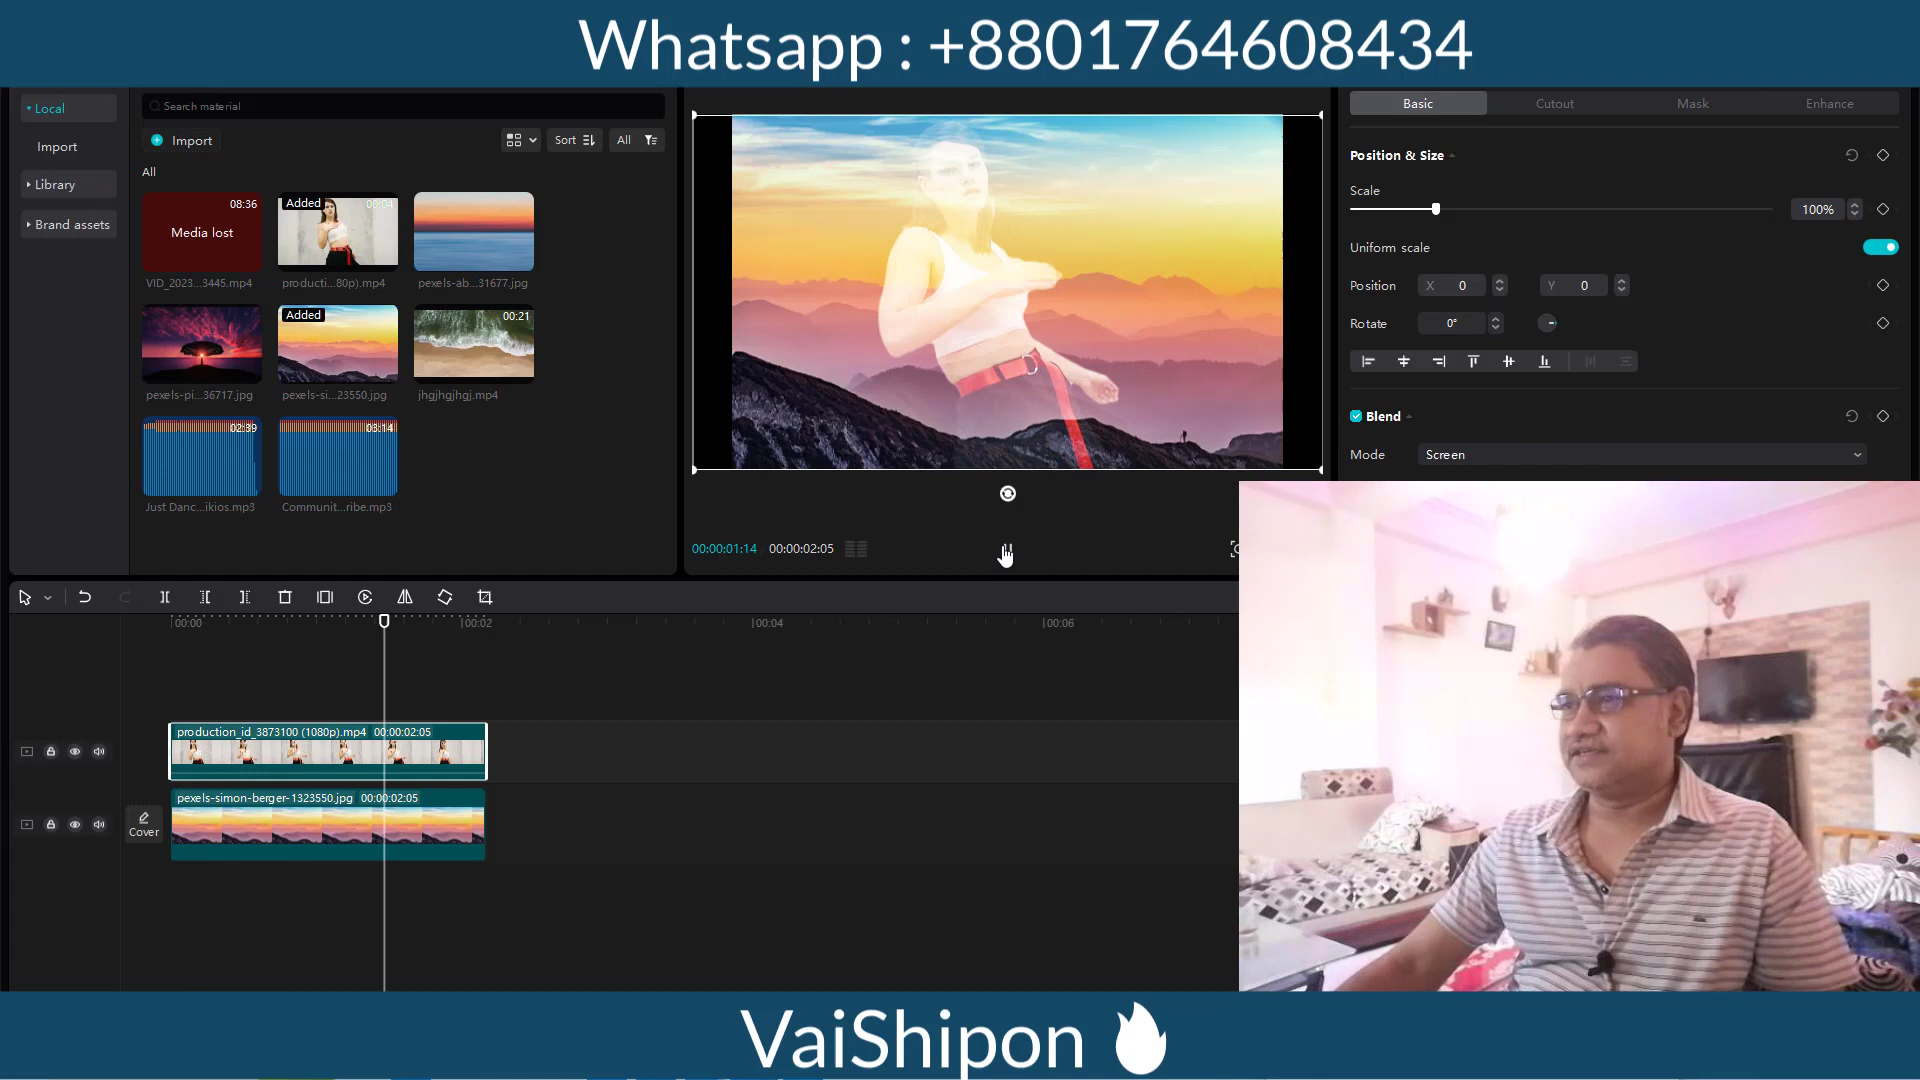 Whatsapp : +8801764608434
Local
Import
Library
Brand assets
Search material
Import
Sort
All
All
08:36
Media lost
VID_2023...3445.mp4
Added
00:04
producti...80p).mp4
pexels-ab...31677.jpg
pexels-pi...36717.jpg
Added
pexels-si...23550.jpg
00:21
jhgjhgjhgj.mp4
02:39
Just Danc...ikios.mp3
03:14
Communit...ribe.mp3
00:00:01:14 00:00:02:05
Basic Cutout Mask Enhance
Position & Size
Scale
100%
Uniform scale
Position X 0 Y 0
Rotate 0°
Blend
Mode Screen
00:00 00:02 00:04 00:06
production_id_3873100 (1080p).mp4 00:00:02:05
pexels-simon-berger-1323550.jpg 00:00:02:05
Cover
VaiShipon